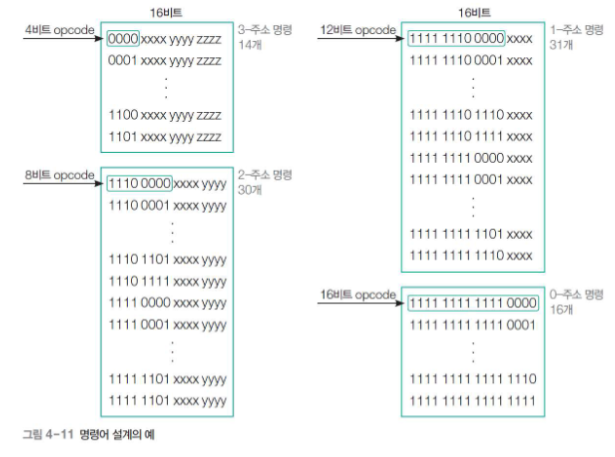 16비트
4비트 opcode
0000 xxxx yyyy zzzz
3-주소 명령
14개
0001 xxxx yyyy zzzz
⋮
1100 xxxx yyyy zzzz
1101 xxxx yyyy zzzz
8비트 opcode
1110 0000 xxxx yyyy
2-주소 명령
30개
1110 0001 xxxx yyyy
⋮
1110 1101 xxxx yyyy
1110 1111 xxxx yyyy
1111 0000 xxxx yyyy
1111 0001 xxxx yyyy
⋮
1111 1101 xxxx yyyy
1111 1101 xxxx yyyy
16비트
12비트 opcode
1111 1110 0000 xxxx
1-주소 명령
31개
1111 1110 0001 xxxx
⋮
1111 1110 1110 xxxx
1111 1110 1111 xxxx
1111 1111 0000 xxxx
1111 1111 0001 xxxx
⋮
1111 1111 1101 xxxx
1111 1111 1110 xxxx
16비트 opcode
1111 1111 1111 0000
0-주소 명령
16개
1111 1111 1111 0001
⋮
1111 1111 1111 1110
1111 1111 1111 1111
그림 4-11 명령어 설계의 예